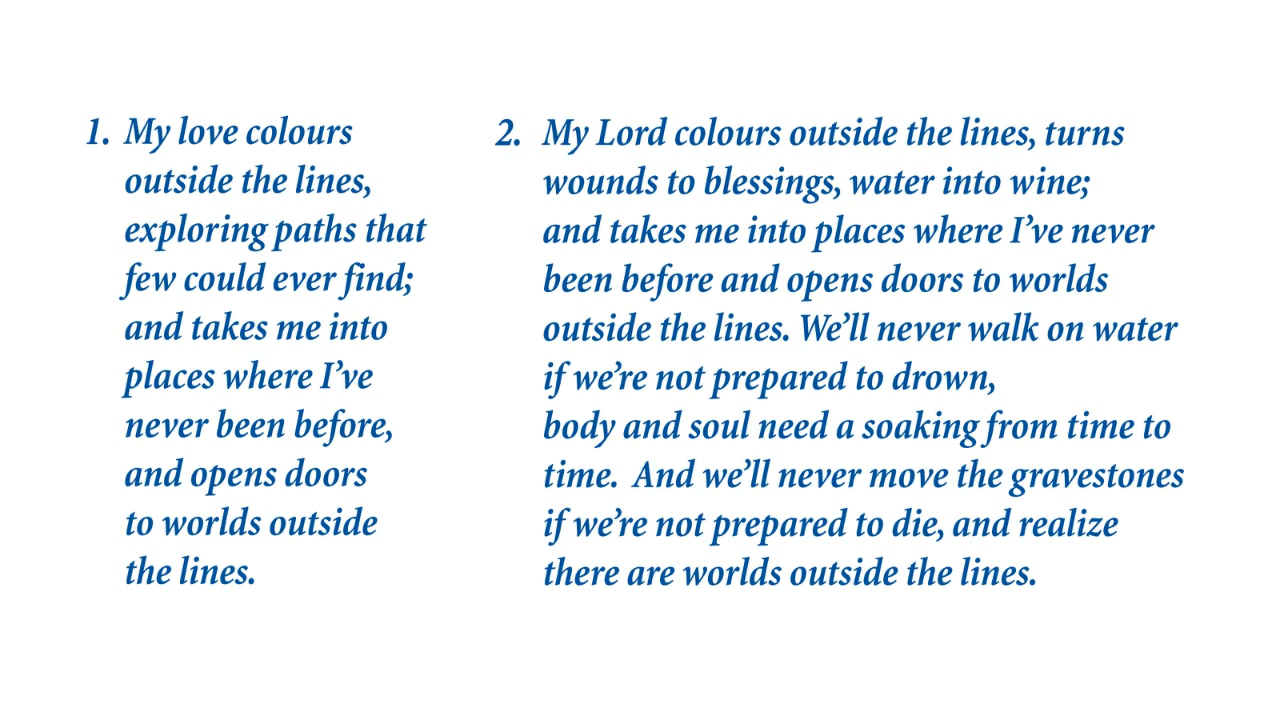 1. My love colours
outside the lines,
exploring paths that
few could ever find;
and takes me into
places where I’ve
never been before,
and opens doors
to worlds outside
the lines.
2. My Lord colours outside the lines, turns
wounds to blessings, water into wine;
and takes me into places where I’ve never
been before and opens doors to worlds
outside the lines. We’ll never walk on water
if we’re not prepared to drown,
body and soul need a soaking from time to
time.  And we’ll never move the gravestones
if we’re not prepared to die, and realize
there are worlds outside the lines.